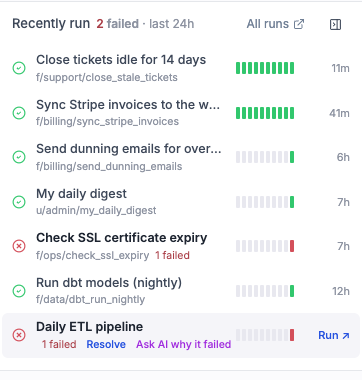 Recently run 2 failed · last 24h All runs
Close tickets idle for 14 days
f/support/close_stale_tickets
11m
Sync Stripe invoices to the w...
f/billing/sync_stripe_invoices
41m
Send dunning emails for over...
f/billing/send_dunning_emails
6h
My daily digest
u/admin/my_daily_digest
7h
Check SSL certificate expiry
f/ops/check_ssl_expiry 1 failed
7h
Run dbt models (nightly)
f/data/dbt_run_nightly
12h
Daily ETL pipeline
1 failed Resolve Ask AI why it failed
Run